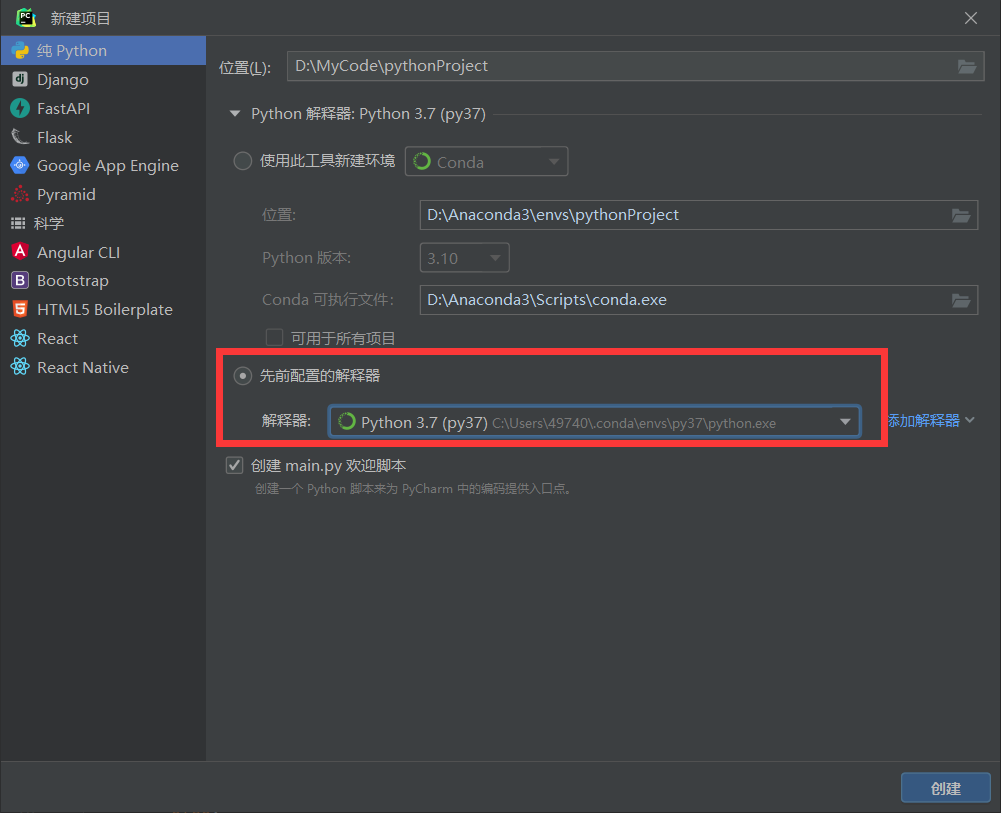 新建项目
纯 Python
Django
FastAPI
Flask
Google App Engine
Pyramid
科学
Angular CLI
Bootstrap
HTML5 Boilerplate
React
React Native
位置(L): D:\MyCode\pythonProject
Python 解释器: Python 3.7 (py37)
使用此工具新建环境 Conda
位置: D:\Anaconda3\envs\pythonProject
Python 版本: 3.10
Conda 可执行文件: D:\Anaconda3\Scripts\conda.exe
可用于所有项目
先前配置的解释器
解释器: Python 3.7 (py37) C:\Users\49740\.conda\envs\py37\python.exe 添加解释器
创建 main.py 欢迎脚本
创建一个 Python 脚本来为 PyCharm 中的编码提供入口点。
创建